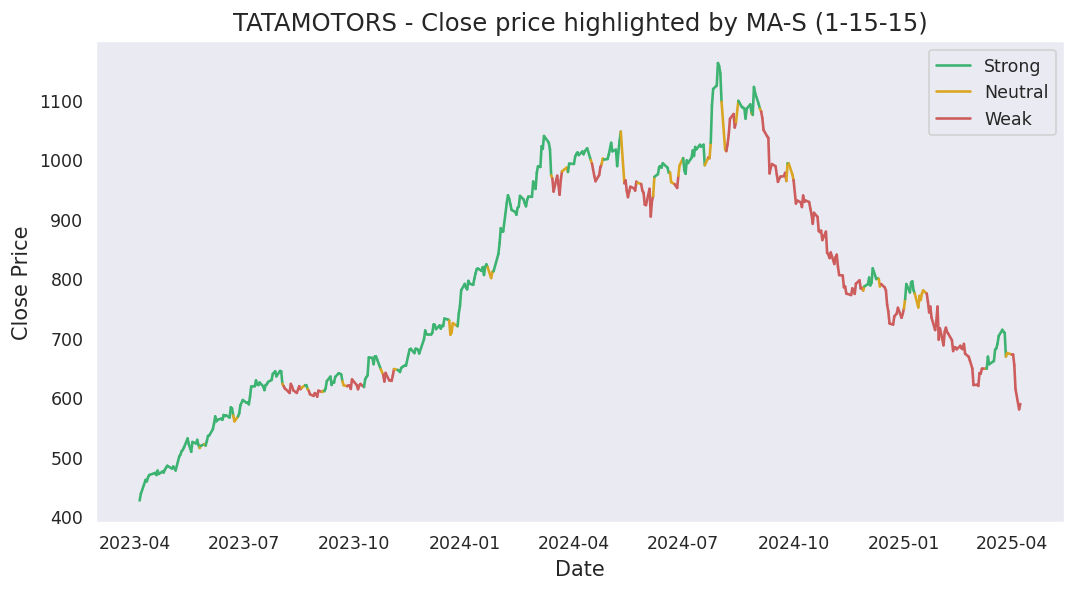 TATAMOTORS - Close price highlighted by MA-S (1-15-15)
Strong
Neutral
Weak
Close Price
1100
1000
900
800
700
600
500
400
2023-04 2023-07 2023-10 2024-01 2024-04 2024-07 2024-10 2025-01 2025-04
Date